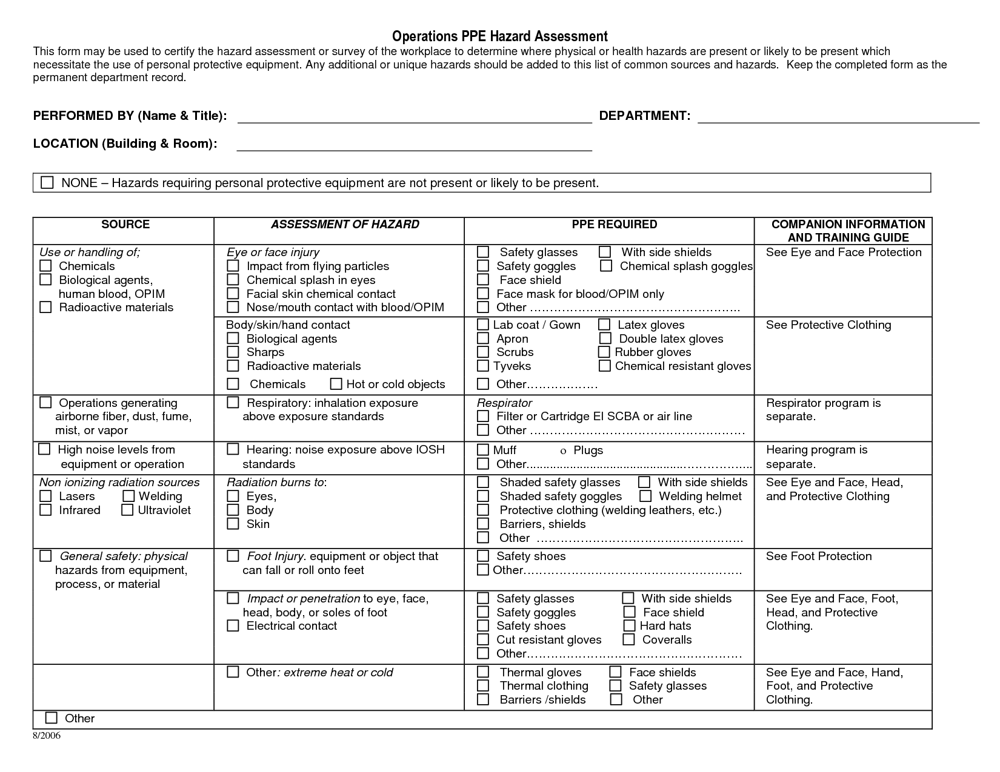 Operations PPE Hazard Assessment
This form may be used to certify the hazard assessment or survey of the workplace to determine where physical or health hazards are present or likely to be present which
necessitate the use of personal protective equipment. Any additional or unique hazards should be added to this list of common sources and hazards.  Keep the completed form as the
permanent department record.
PERFORMED BY (Name & Title): DEPARTMENT:
LOCATION (Building & Room):
NONE – Hazards requiring personal protective equipment are not present or likely to be present.
SOURCE
ASSESSMENT OF HAZARD
PPE REQUIRED
COMPANION INFORMATION
AND TRAINING GUIDE
Use or handling of;
Chemicals
Biological agents,
human blood, OPIM
Radioactive materials
Eye or face injury
Impact from flying particles
Chemical splash in eyes
Facial skin chemical contact
Nose/mouth contact with blood/OPIM
Safety glasses With side shields
Safety goggles Chemical splash goggles
Face shield
Face mask for blood/OPIM only
Other ……………………………………………..
See Eye and Face Protection
Body/skin/hand contact
Biological agents
Sharps
Radioactive materials
Chemicals Hot or cold objects
Lab coat / Gown Latex gloves
Apron Double latex gloves
Scrubs Rubber gloves
Tyveks Chemical resistant gloves
Other………………
See Protective Clothing
Operations generating
airborne fiber, dust, fume,
mist, or vapor
Respiratory: inhalation exposure
above exposure standards
Respirator
Filter or Cartridge El SCBA or air line
Other ………………………………………………
Respirator program is
separate.
High noise levels from
equipment or operation
Hearing: noise exposure above IOSH
standards
Muff o Plugs
Other...............................................……………..
Hearing program is
separate.
Non ionizing radiation sources
Lasers Welding
Infrared Ultraviolet
Radiation burns to:
Eyes,
Body
Skin
Shaded safety glasses With side shields
Shaded safety goggles Welding helmet
Protective clothing (welding leathers, etc.)
Barriers, shields
Other …………………………………………….
See Eye and Face, Head,
and Protective Clothing
General safety: physical
hazards from equipment,
process, or material
Foot Injury. equipment or object that
can fall or roll onto feet
Safety shoes
Other……………………………………………….
See Foot Protection
Impact or penetration to eye, face,
head, body, or soles of foot
Electrical contact
Safety glasses With side shields
Safety goggles Face shield
Safety shoes Hard hats
Cut resistant gloves Coveralls
Other………………………………………………
See Eye and Face, Foot,
Head, and Protective
Clothing.
Other: extreme heat or cold
Thermal gloves Face shields
Thermal clothing Safety glasses
Barriers /shields Other
See Eye and Face, Hand,
Foot, and Protective
Clothing.
Other
8/2006